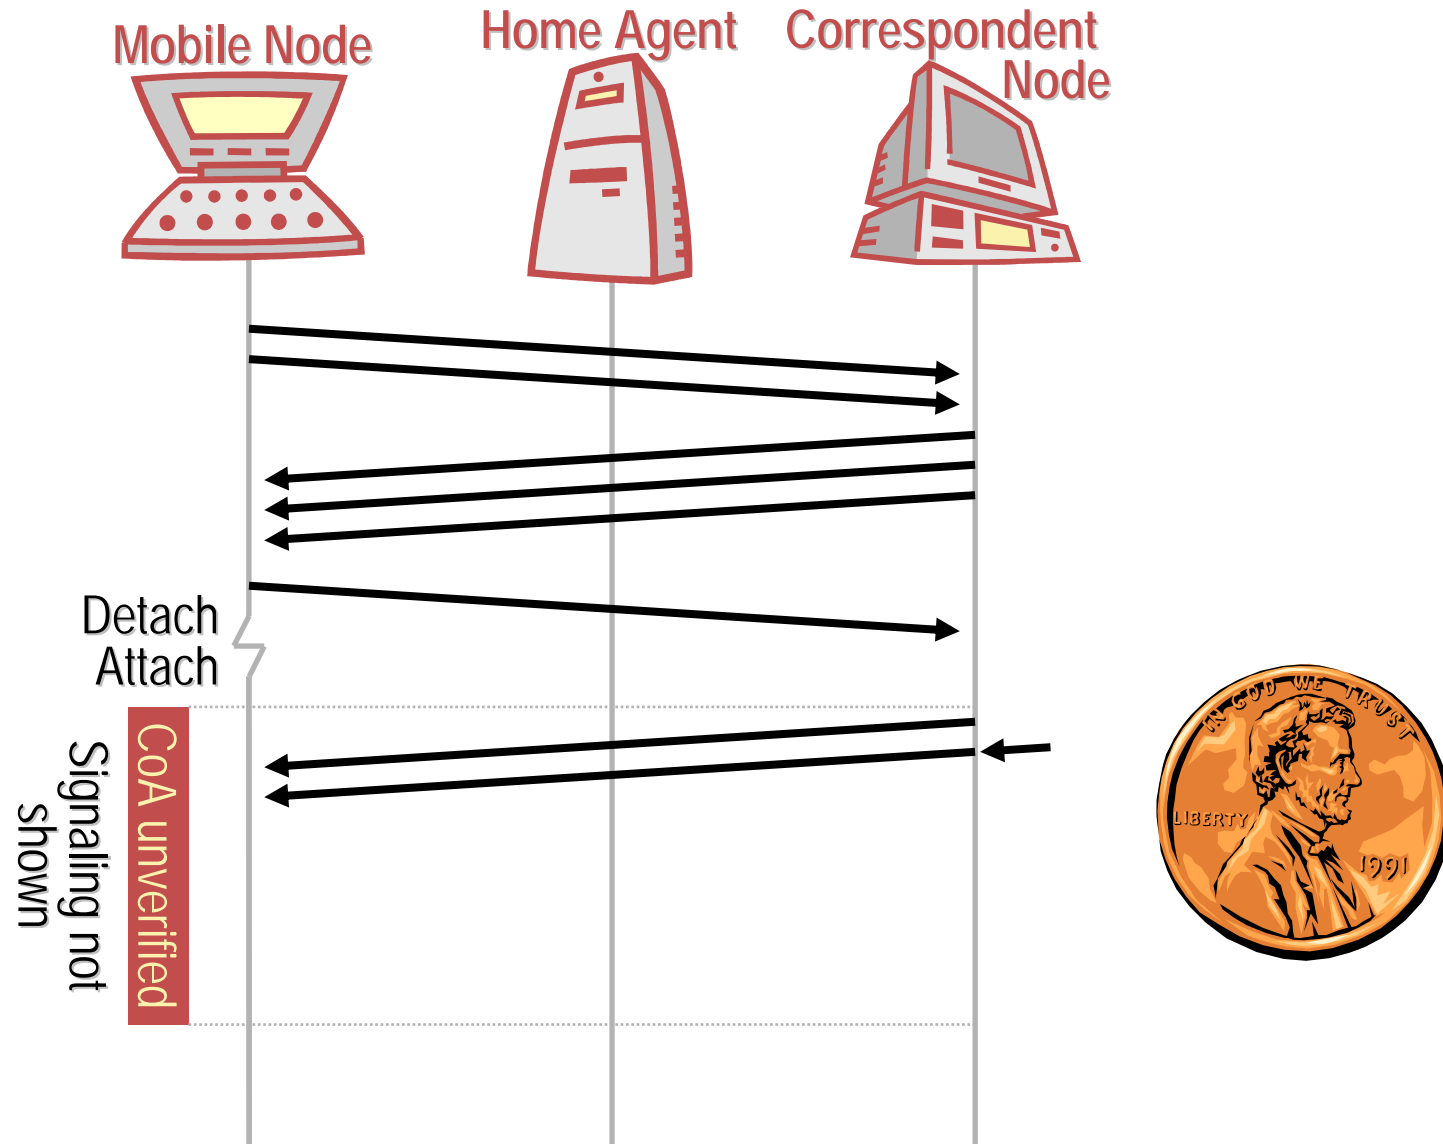 Mobile Node
Home Agent
Correspondent
Node
Detach
Attach
CoA unverified
Signaling not
shown
IN GOD WE TRUST
LIBERTY
1991